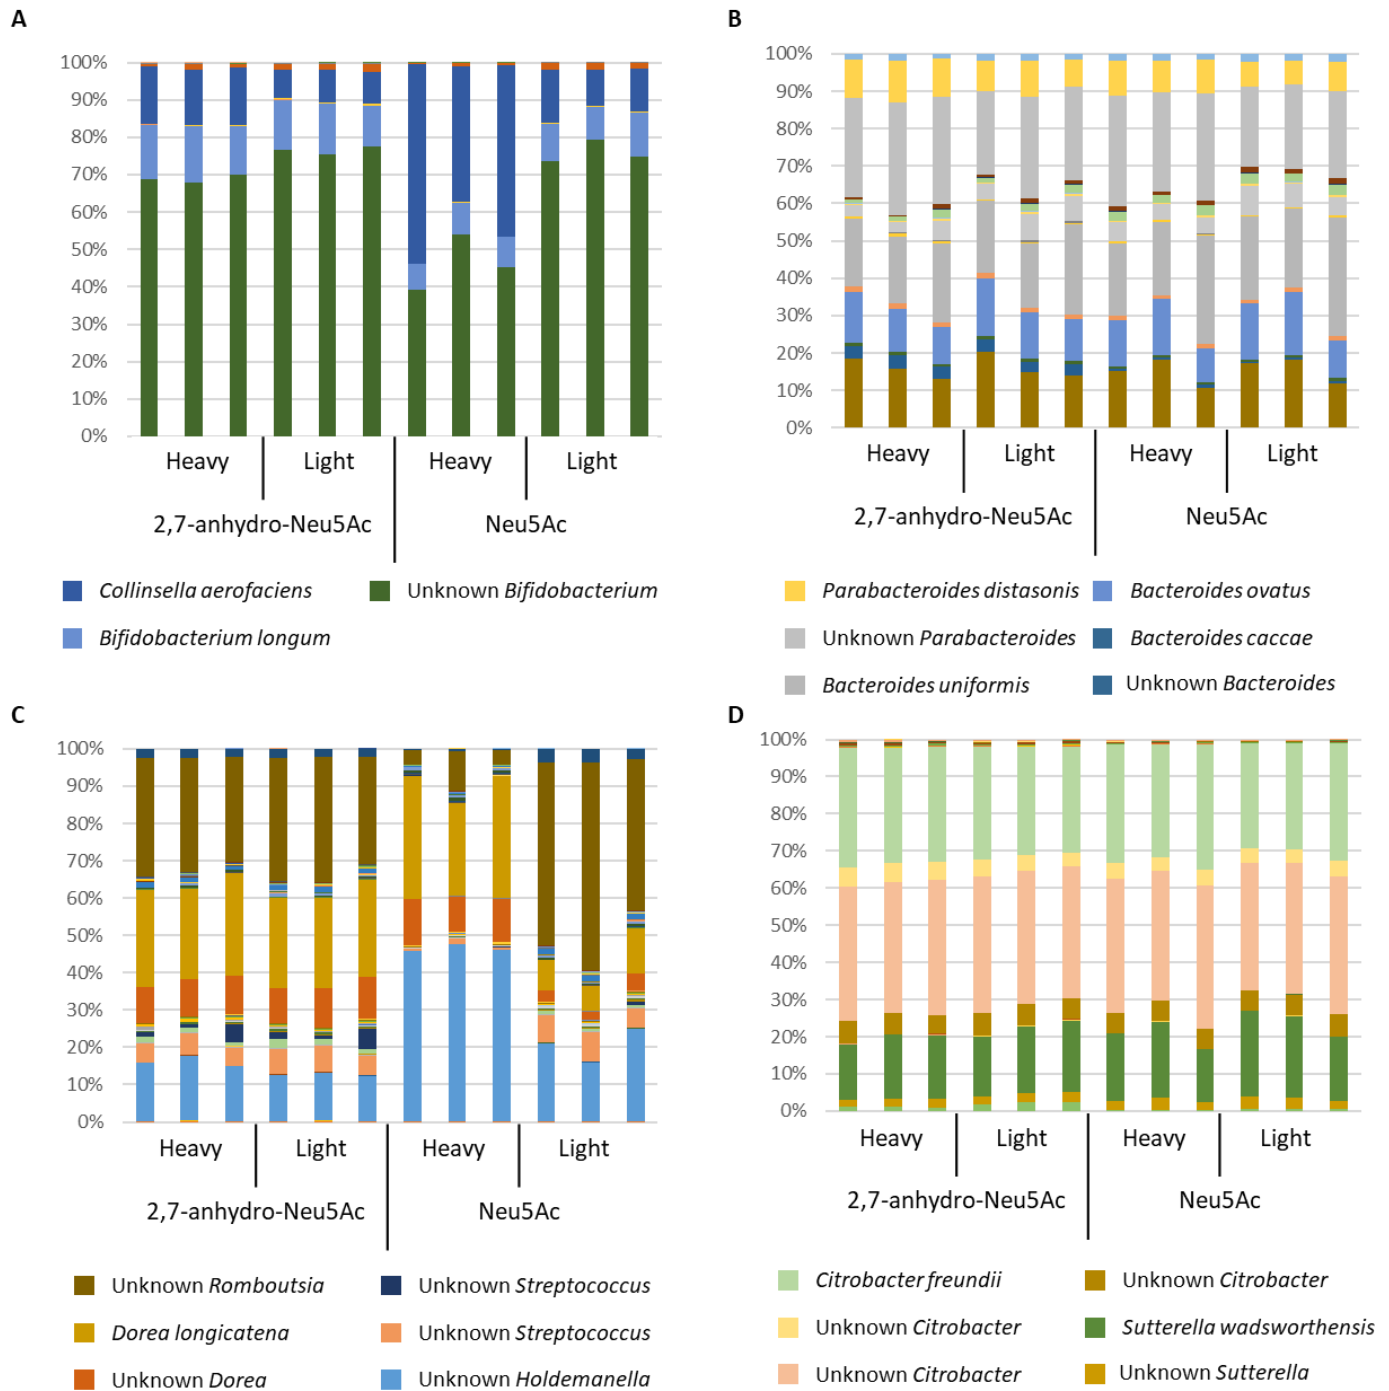 A
100%
90%
80%
70%
60%
50%
40%
30%
20%
10%
0%
Heavy Light Heavy Light
2,7-anhydro-Neu5Ac Neu5Ac
Collinsella aerofaciens Unknown Bifidobacterium
Bifidobacterium longum
B
100%
90%
80%
70%
60%
50%
40%
30%
20%
10%
0%
Heavy Light Heavy Light
2,7-anhydro-Neu5Ac Neu5Ac
Parabacteroides distasonis Bacteroides ovatus
Unknown Parabacteroides Bacteroides caccae
Bacteroides uniformis Unknown Bacteroides
C
100%
90%
80%
70%
60%
50%
40%
30%
20%
10%
0%
Heavy Light Heavy Light
2,7-anhydro-Neu5Ac Neu5Ac
Unknown Romboutsia Unknown Streptococcus
Dorea longicatena Unknown Streptococcus
Unknown Dorea Unknown Holdemanella
D
100%
90%
80%
70%
60%
50%
40%
30%
20%
10%
0%
Heavy Light Heavy Light
2,7-anhydro-Neu5Ac Neu5Ac
Citrobacter freundii Unknown Citrobacter
Unknown Citrobacter Sutterella wadsworthensis
Unknown Citrobacter Unknown Sutterella